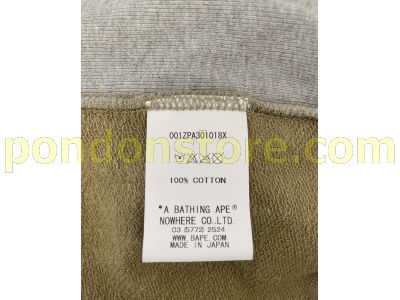 001ZPA301018X
100% COTTON
*A BATHING APE®
NOWHERE CO.,LTD.
03 (5772) 2524
WWW.BAPE.COM
MADE IN JAPAN
pondonstore.com